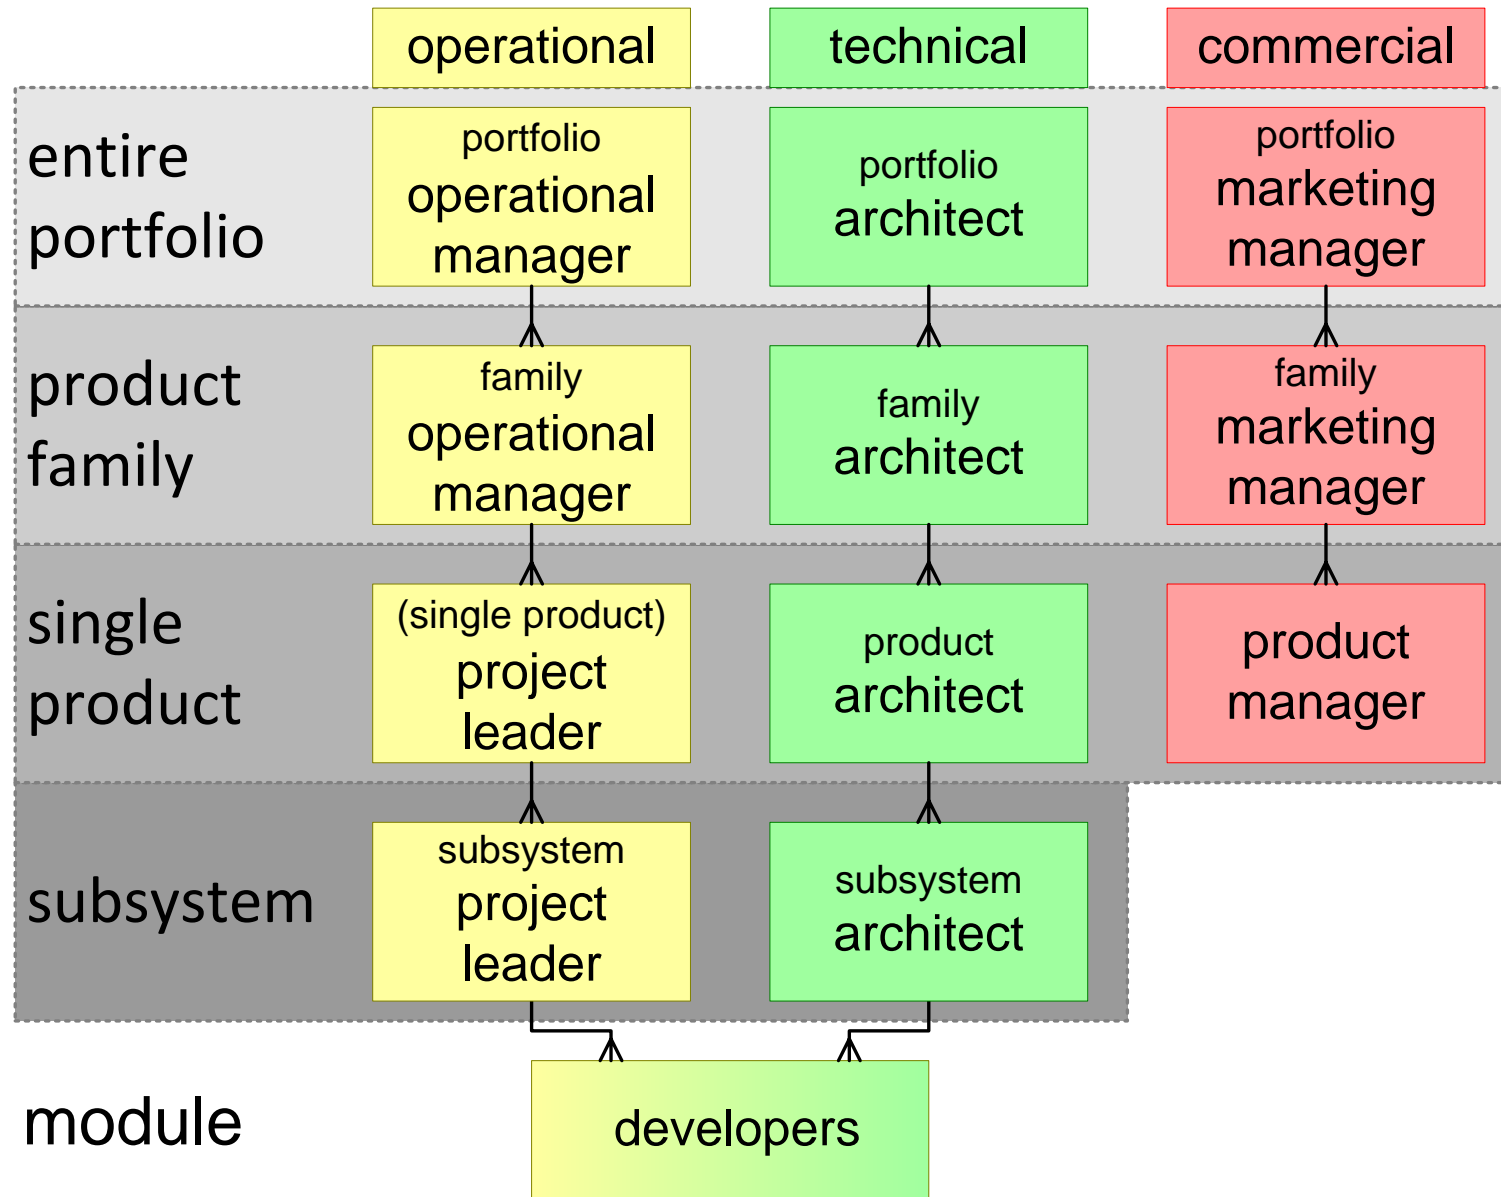 operational
technical
commercial
entire
portfolio
portfolio
operational
manager
portfolio
architect
portfolio
marketing
manager
product
family
family
operational
manager
family
architect
family
marketing
manager
single
product
(single product)
project
leader
product
architect
product
manager
subsystem
subsystem
project
leader
subsystem
architect
module
developers